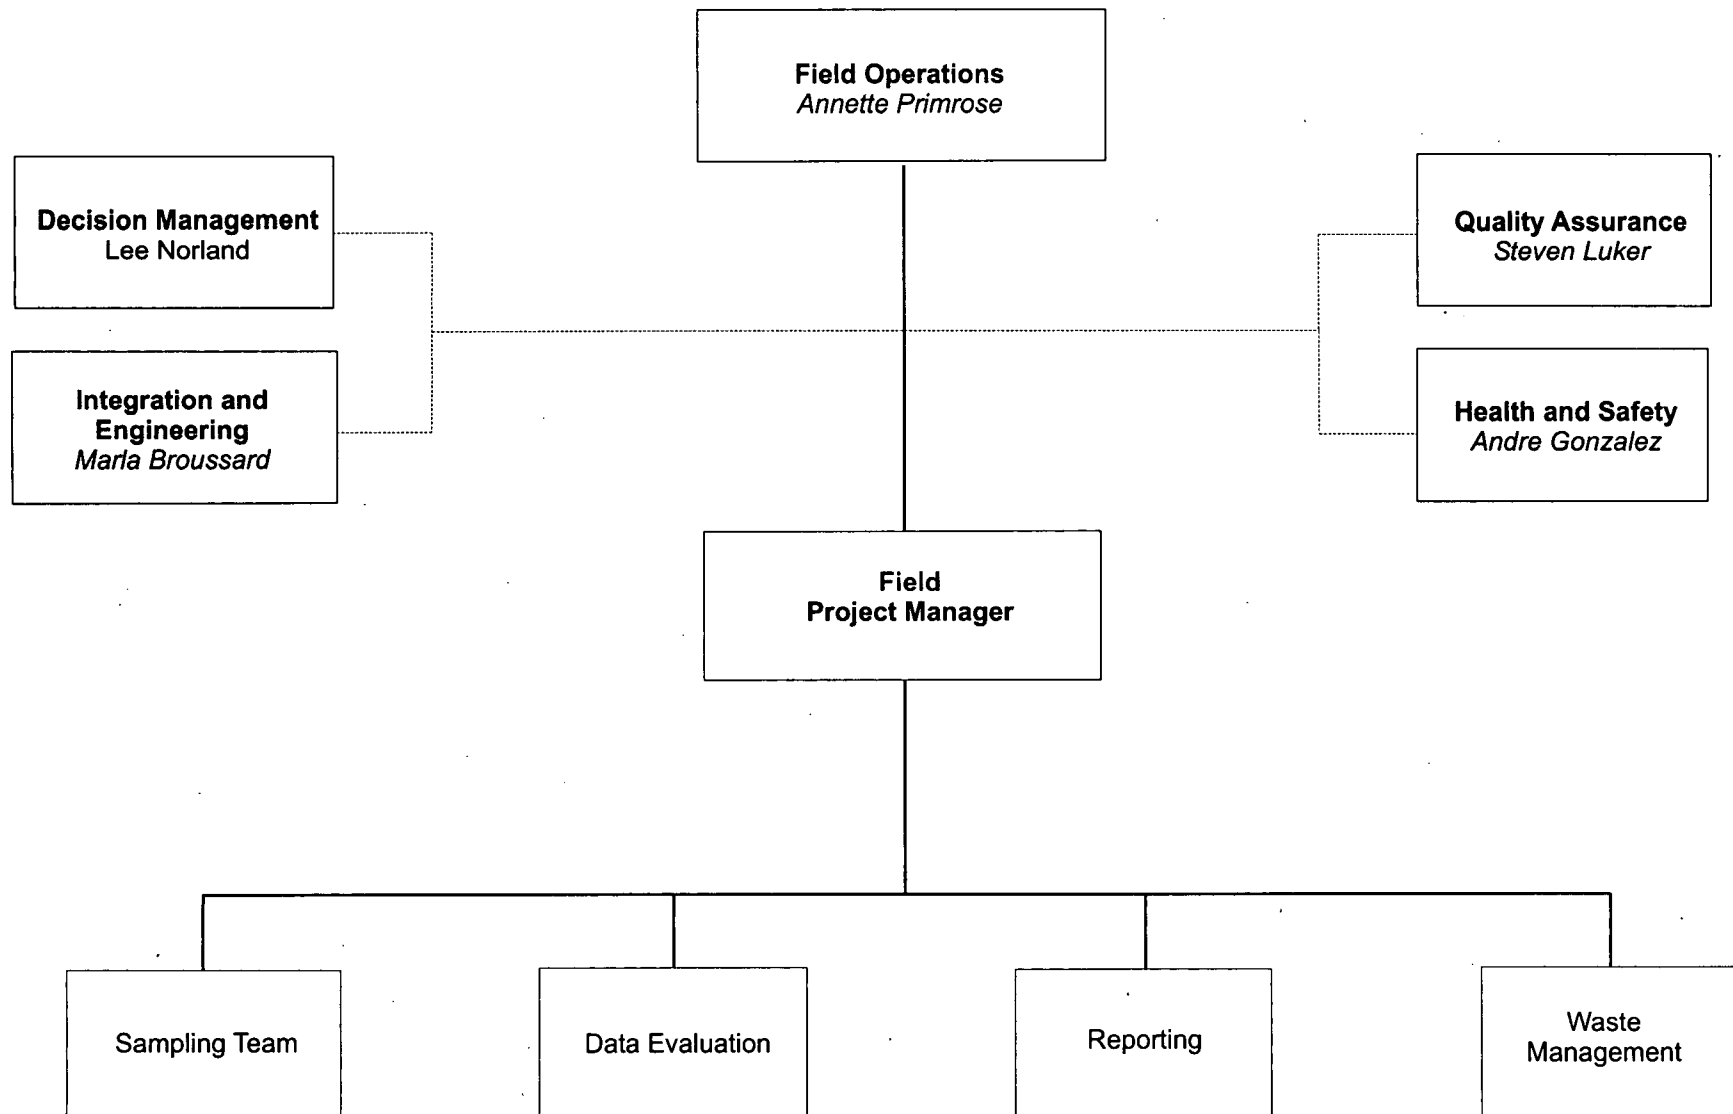 Field Operations
Annette Primrose
Decision Management
Lee Norland
Quality Assurance
Steven Luker
Integration and
Engineering
Marla Broussard
Health and Safety
Andre Gonzalez
Field
Project Manager
Sampling Team
Data Evaluation
Reporting
Waste
Management